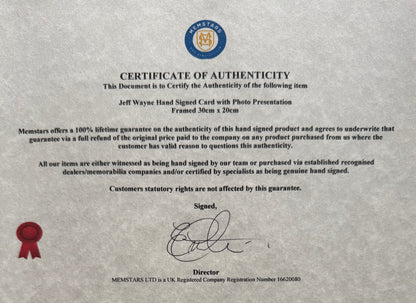 MEMSTARS
CERTIFICATE OF AUTHENTICITY
This Document is to Certify the Authenticity of the following item
Jeff Wayne Hand Signed Card with Photo Presentation
Framed 30cm x 20cm
Memstars offers a 100% lifetime guarantee on the authenticity of this hand signed product and agrees to underwrite that
guarantee via a full refund of the original price paid to the company on any product purchased from us where the
customer has valid reason to questions this authenticity.
All our items are either witnessed as being hand signed by our team or purchased via established recognised
dealers/memorabilia companies and/or certified by specialists as being genuine hand signed.
Customers statutory rights are not affected by this guarantee.
Signed,
Director
MEMSTARS LTD is a UK Registered Company Registration Number 16620080